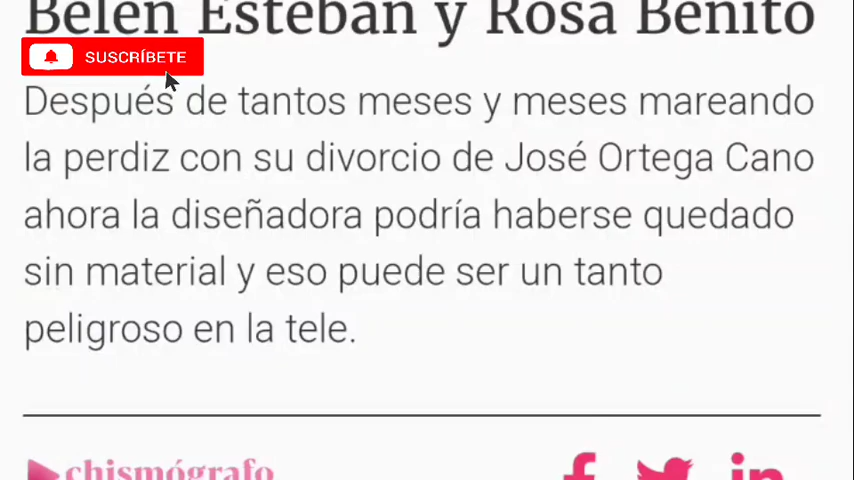 Belén Esteban y Rosa Benito
SUSCRÍBETE
Después de tantos meses y meses mareando
la perdiz con su divorcio de José Ortega Cano
ahora la diseñadora podría haberse quedado
sin material y eso puede ser un tanto
peligroso en la tele.
chismógrafo